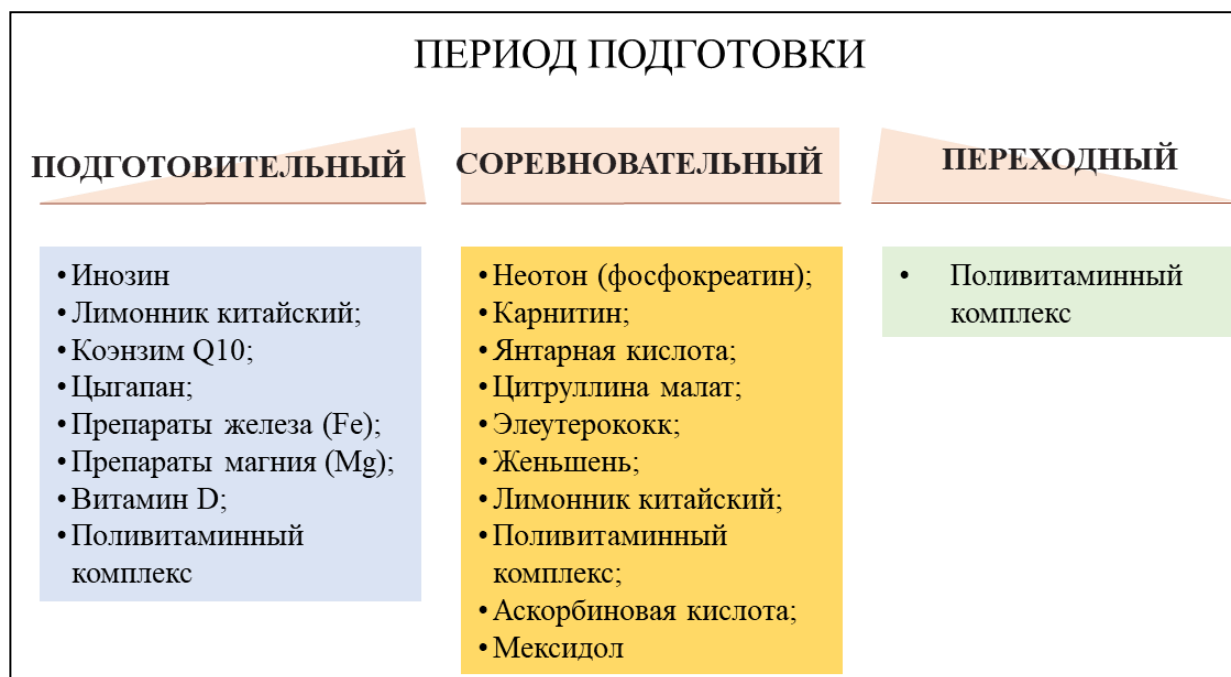 ПЕРИОД ПОДГОТОВКИ
ПОДГОТОВИТЕЛЬНЫЙ
• Инозин
• Лимонник китайский;
• Коэнзим Q10;
• Цыгапан;
• Препараты железа (Fe);
• Препараты магния (Mg);
• Витамин D;
• Поливитаминный
комплекс
СОРЕВНОВАТЕЛЬНЫЙ
• Неотон (фосфокреатин);
• Карнитин;
• Янтарная кислота;
• Цитруллина малат;
• Элеутерококк;
• Женьшень;
• Лимонник китайский;
• Поливитаминный
комплекс;
• Аскорбиновая кислота;
• Мексидол
ПЕРЕХОДНЫЙ
• Поливитаминный
комплекс